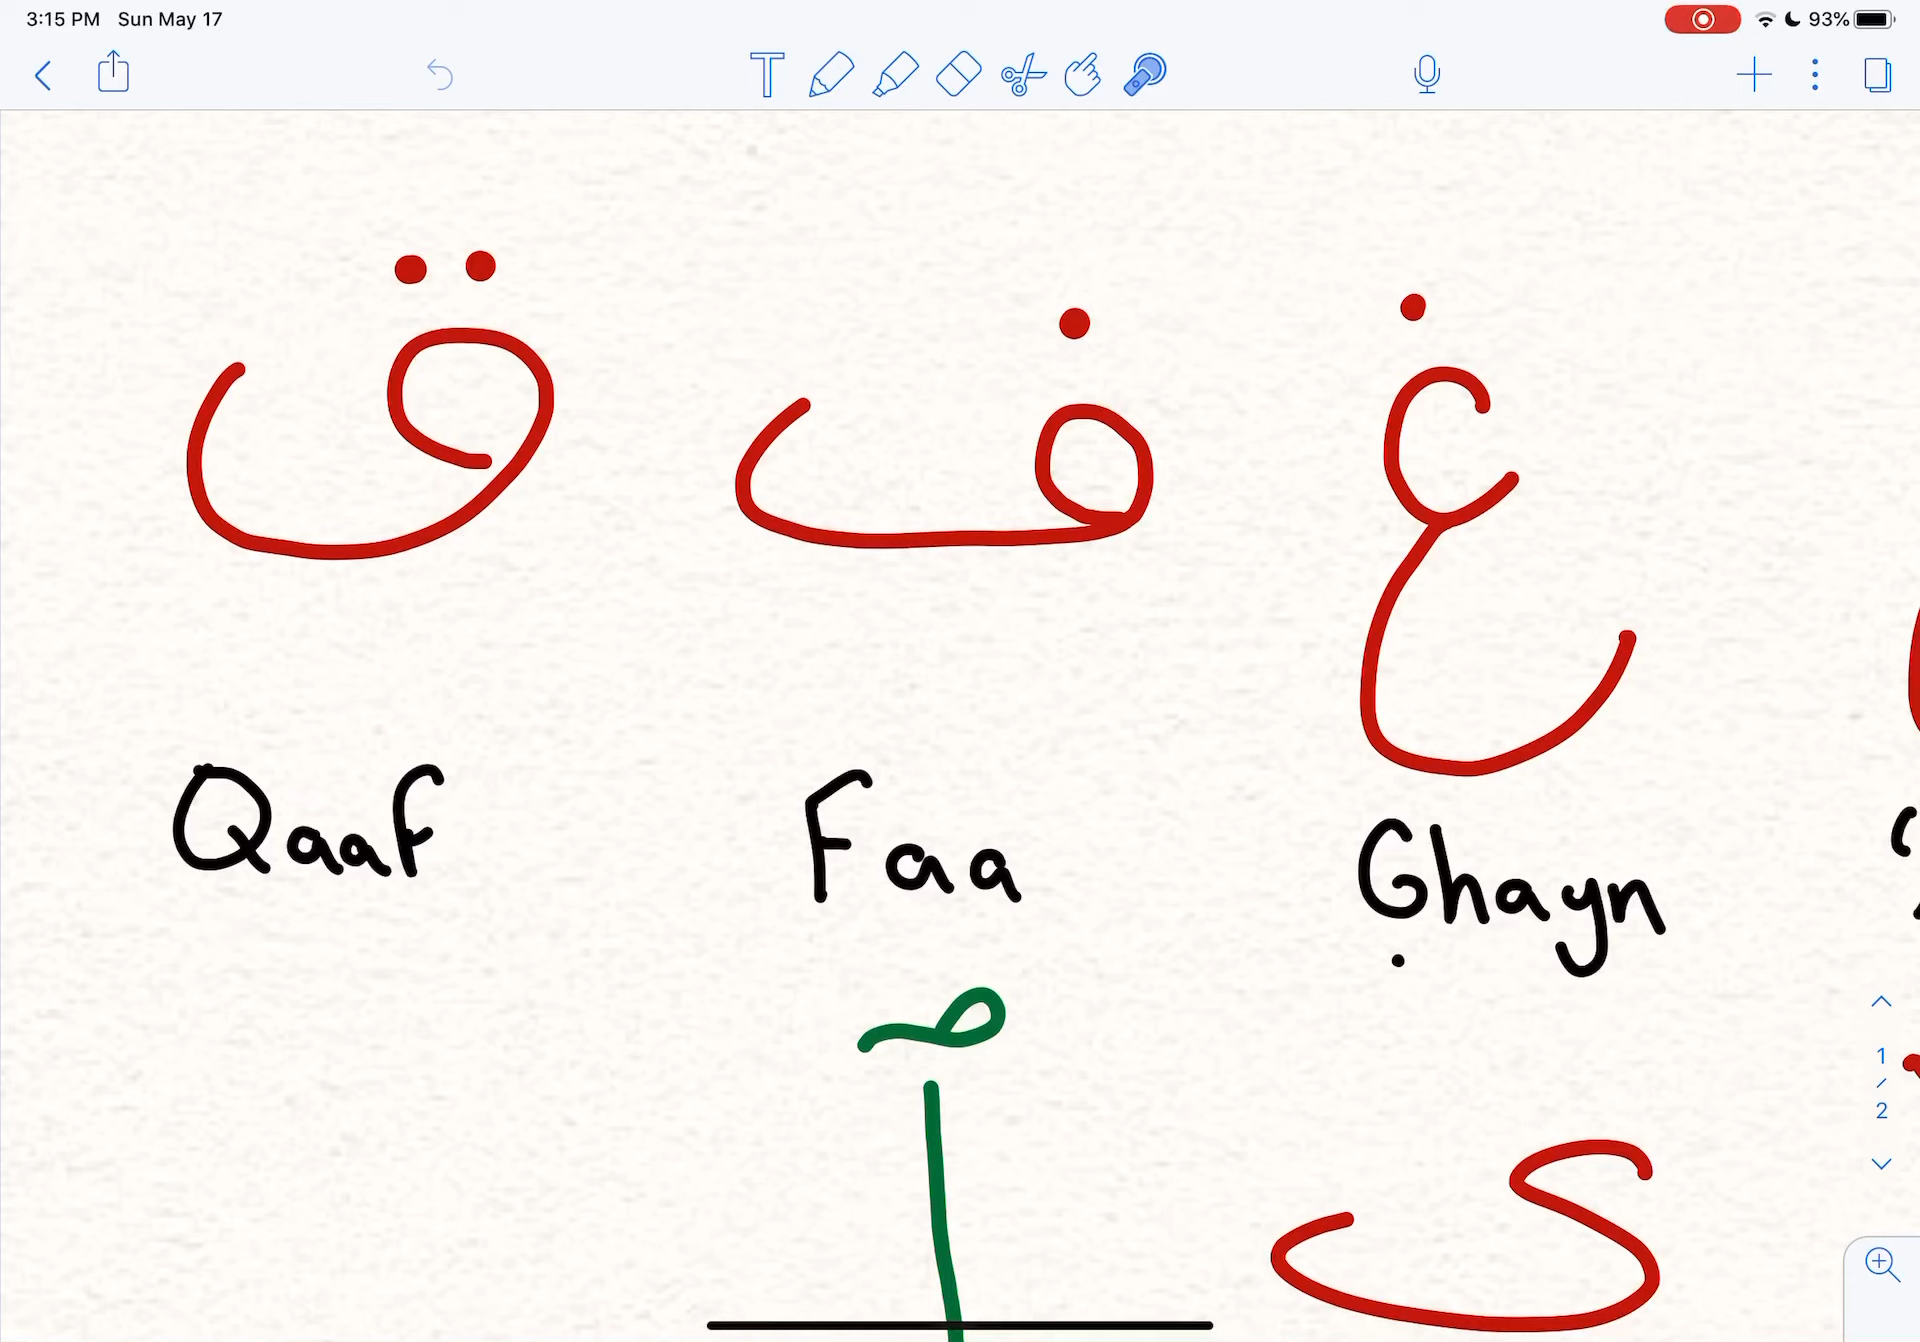 3:15 PM Sun May 17 93%
T
ق ف غ
Qaaf Faa Ghayn
آ ى
1
/
2